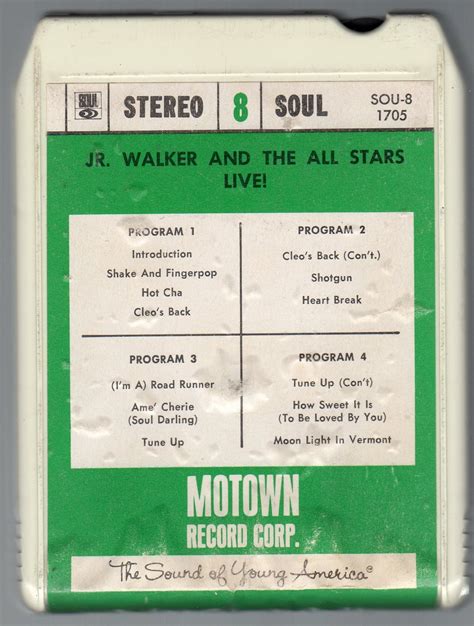 SOUL STEREO 8 SOUL SOU-8
1705
JR. WALKER AND THE ALL STARS
LIVE!
PROGRAM 1
Introduction
Shake And Fingerpop
Hot Cha
Cleo's Back
PROGRAM 2
Cleo's Back (Con't.)
Shotgun
Heart Break
PROGRAM 3
(I'm A) Road Runner
Ame' Cherie
(Soul Darling)
Tune Up
PROGRAM 4
Tune Up (Con't)
How Sweet It Is
(To Be Loved By You)
Moon Light In Vermont
MOTOWN
RECORD CORP.
The Sound of Young America®